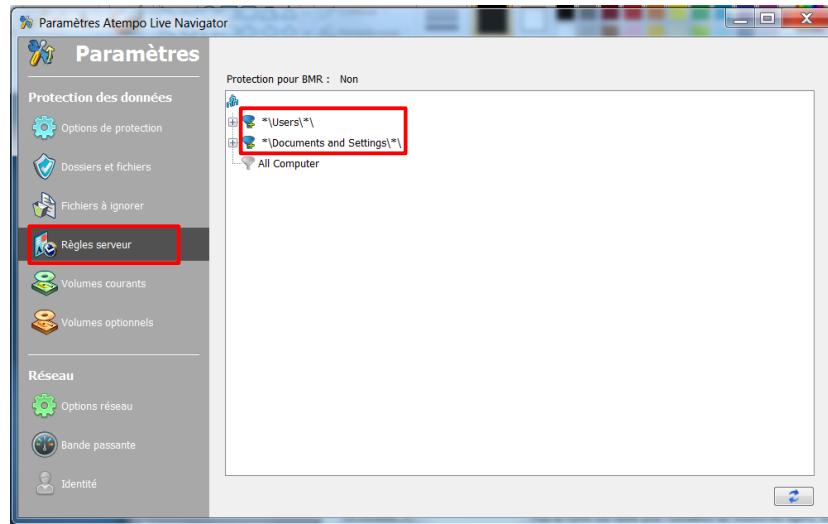 Paramètres Atempo Live Navigator
Paramètres
Protection des données
Options de protection
Dossiers et fichiers
Fichiers à ignorer
Règles serveur
Volumes courants
Volumes optionnels
Réseau
Options réseau
Bande passante
Identité
Protection pour BMR : Non
*\Users\*\
*\Documents and Settings\*\
All Computer